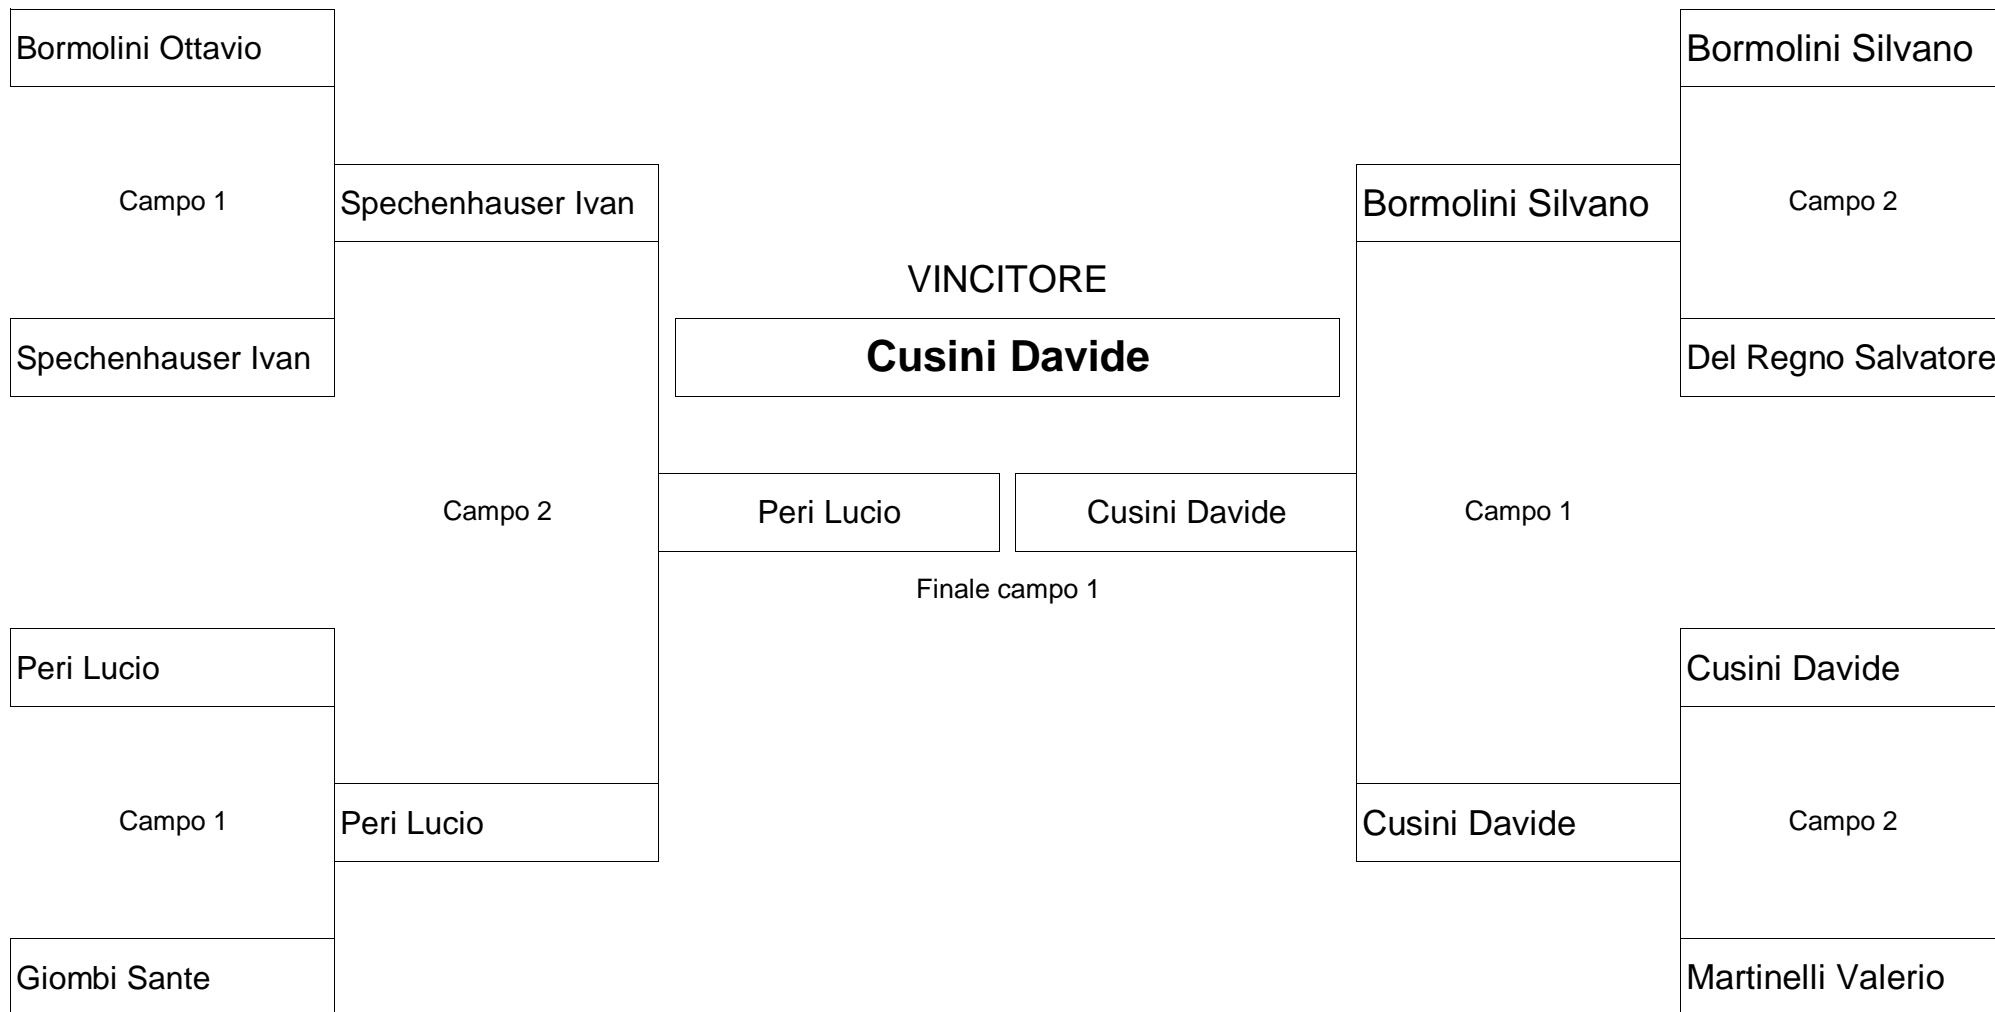 Bormolini Ottavio
Bormolini Silvano
Campo 1
Spechenhauser Ivan
Bormolini Silvano
Campo 2
VINCITORE
Spechenhauser Ivan
Cusini Davide
Del Regno Salvatore
Campo 2
Peri Lucio
Cusini Davide
Campo 1
Finale campo 1
Peri Lucio
Cusini Davide
Campo 1
Peri Lucio
Cusini Davide
Campo 2
Giombi Sante
Martinelli Valerio